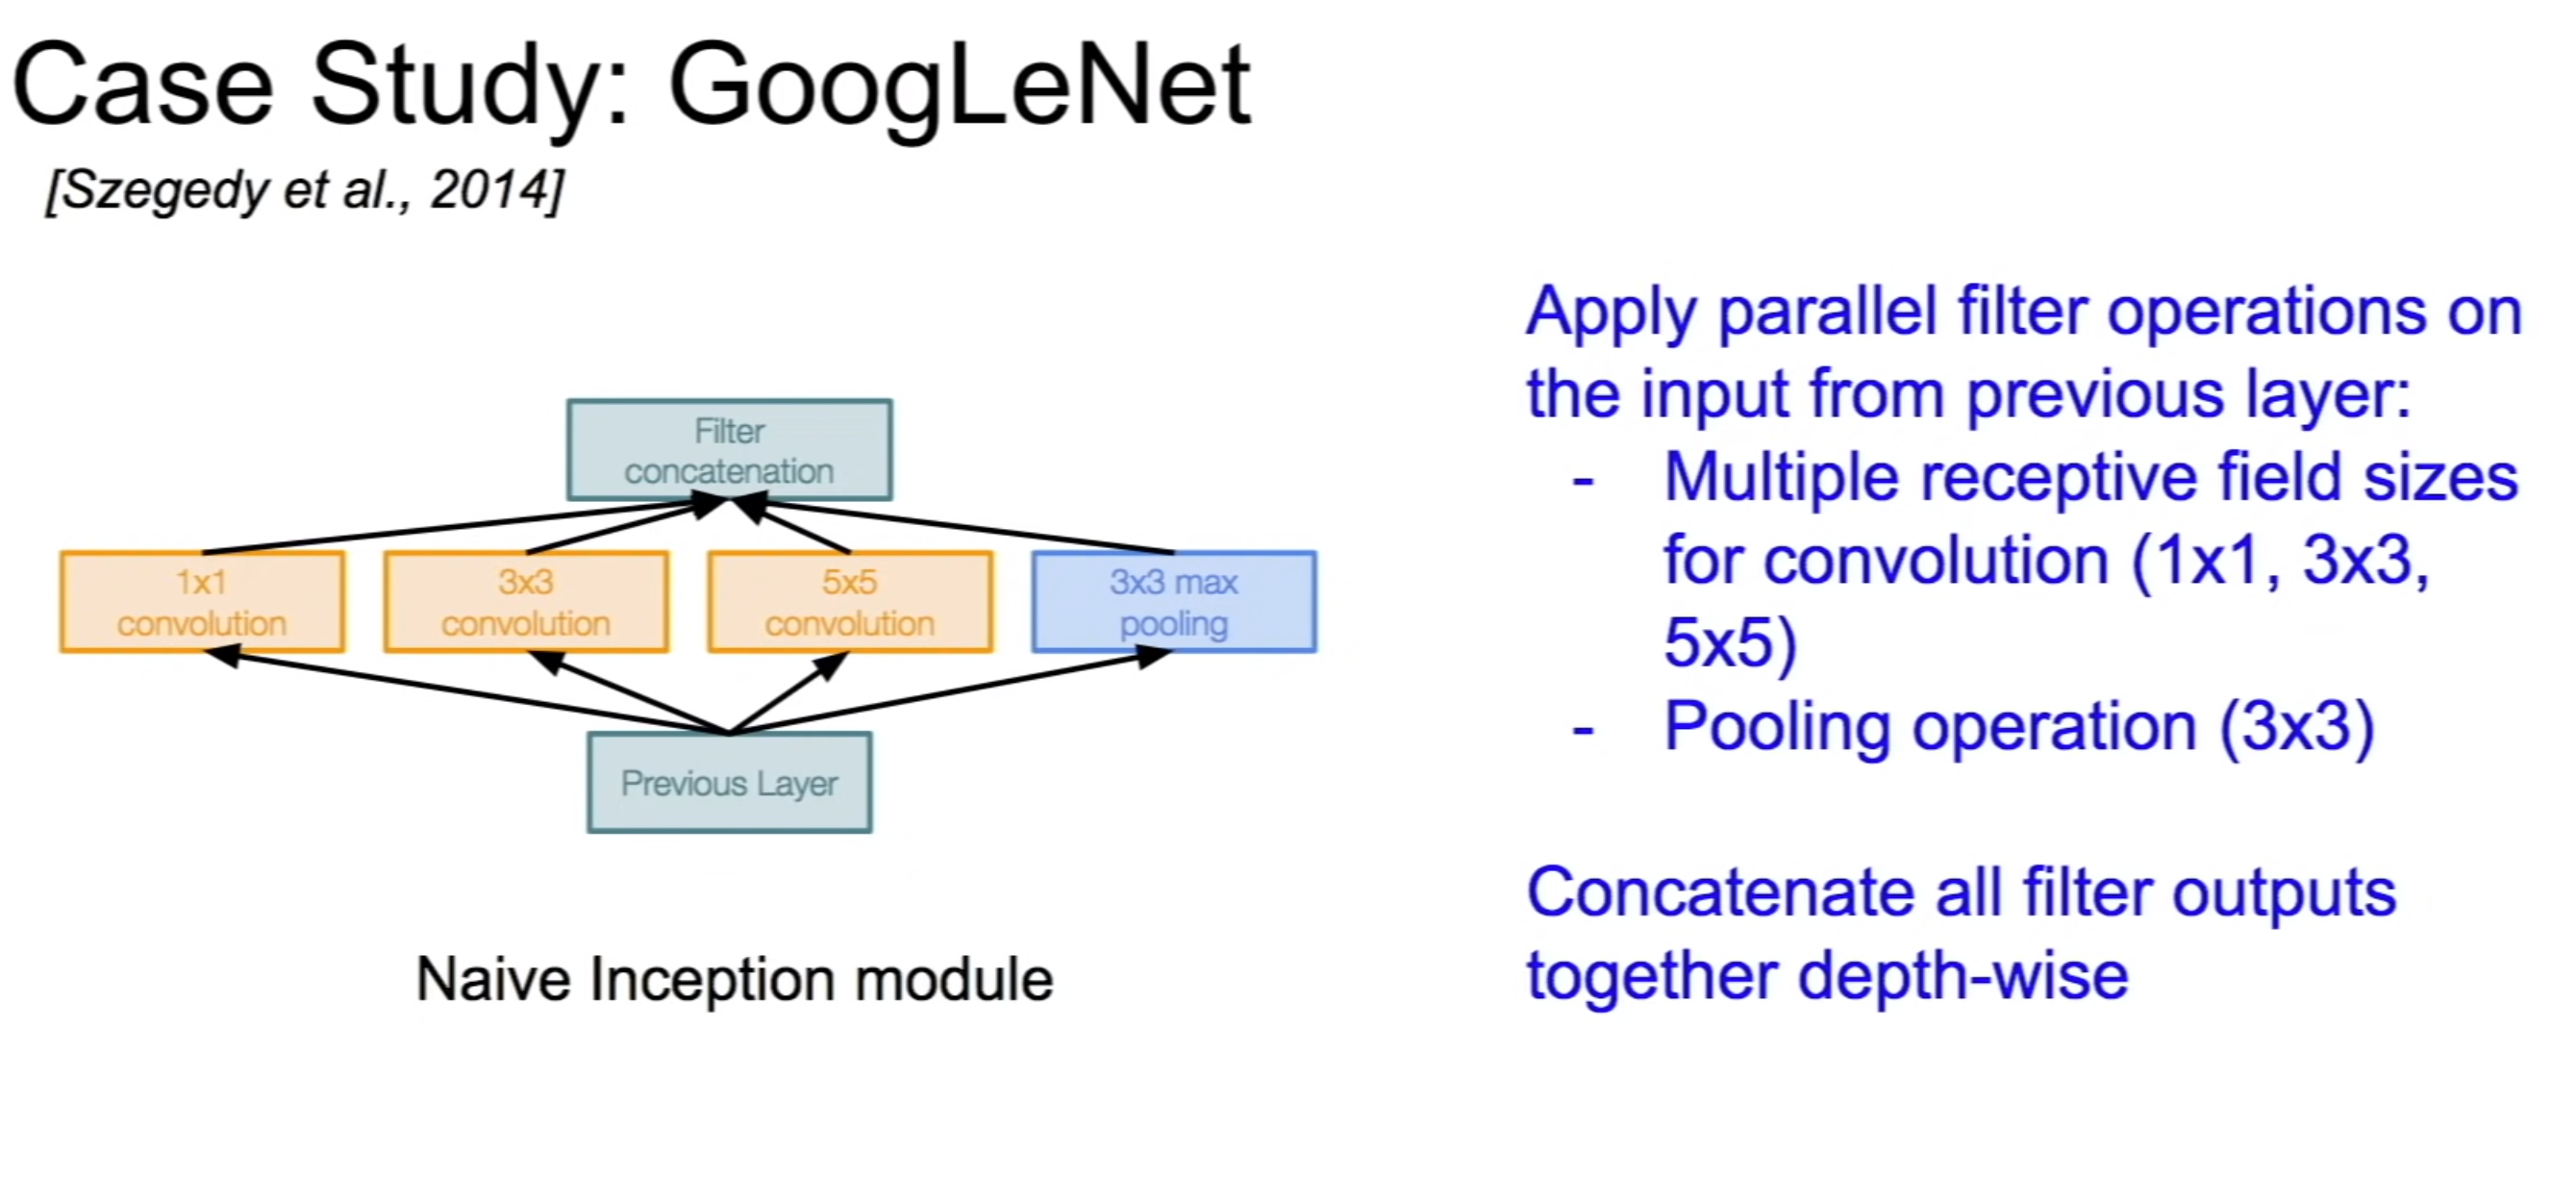 Case Study: GoogLeNet
[Szegedy et al., 2014]
Filter
concatenation
1x1
convolution
3x3
convolution
5x5
convolution
3x3 max
pooling
Previous Layer
Naive Inception module
Apply parallel filter operations on
the input from previous layer:
- Multiple receptive field sizes
for convolution (1x1, 3x3,
5x5)
- Pooling operation (3x3)
Concatenate all filter outputs
together depth-wise